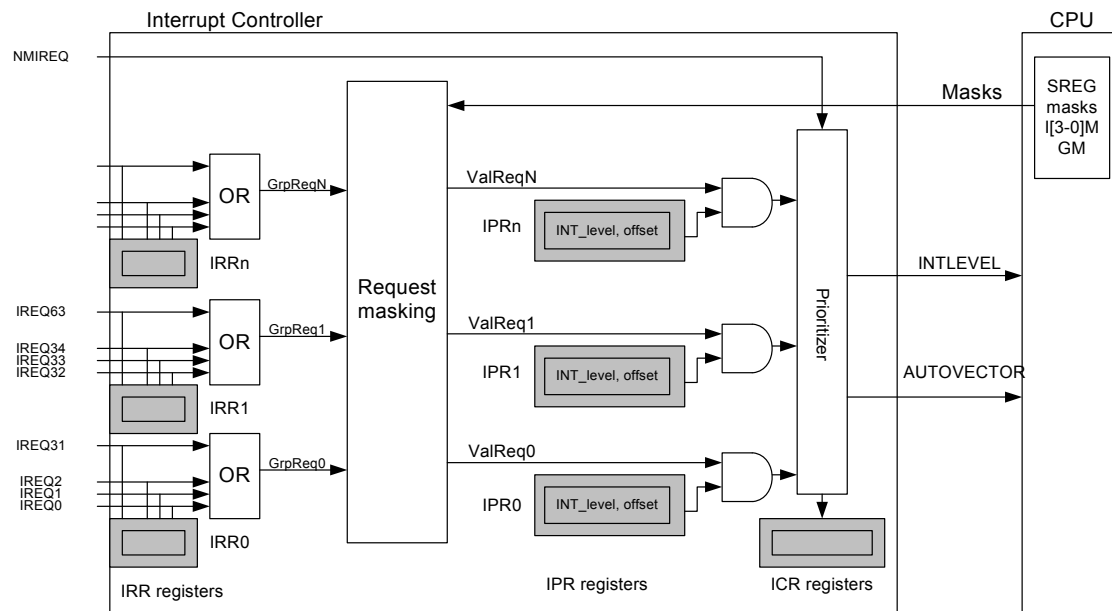 Interrupt Controller
CPU
NMIREQ
Masks
SREG
masks
I[3-0]M
GM
OR
GrpReqN
ValReqN
IPRn
INT_level, offset
IRRn
Request
masking
Prioritizer
INTLEVEL
IREQ63
OR
GrpReq1
ValReq1
IREQ34
IREQ33
IREQ32
IPR1
INT_level, offset
AUTOVECTOR
IRR1
IREQ31
OR
GrpReq0
ValReq0
IREQ2
IREQ1
IREQ0
IPR0
INT_level, offset
IRR0
IRR registers
IPR registers
ICR registers